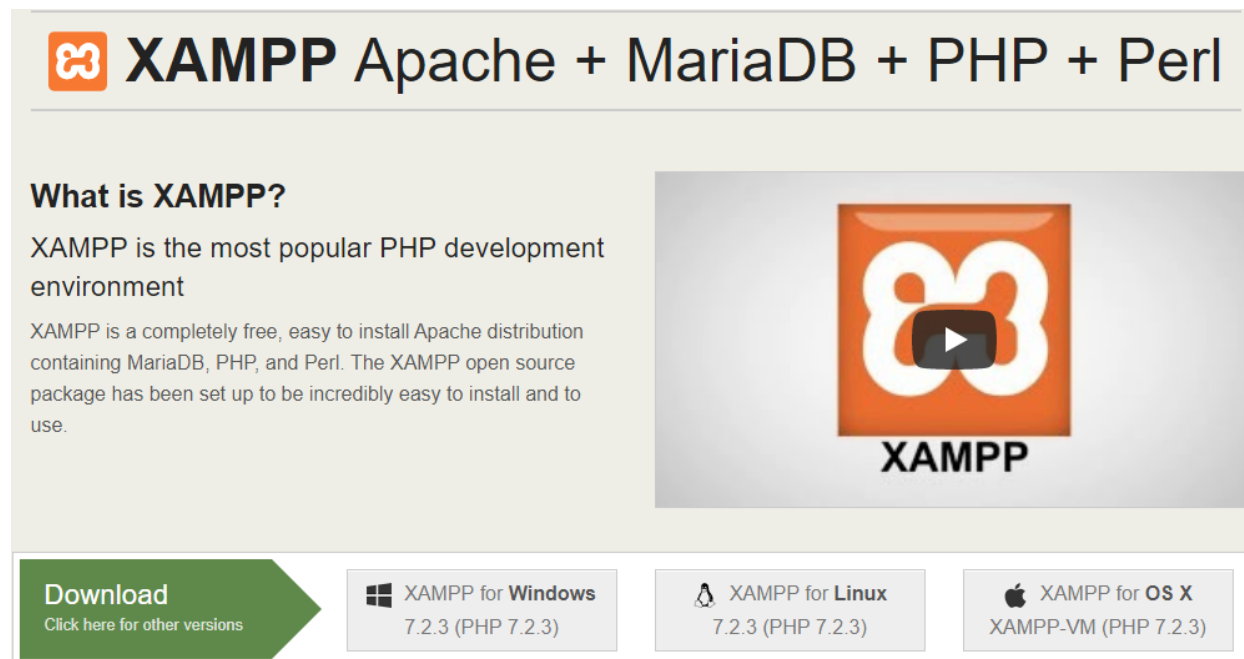 XAMPP Apache + MariaDB + PHP + Perl
What is XAMPP?
XAMPP is the most popular PHP development
environment
XAMPP is a completely free, easy to install Apache distribution
containing MariaDB, PHP, and Perl. The XAMPP open source
package has been set up to be incredibly easy to install and to
use.
XAMPP
Download
Click here for other versions
XAMPP for Windows
7.2.3 (PHP 7.2.3)
XAMPP for Linux
7.2.3 (PHP 7.2.3)
XAMPP for OS X
XAMPP-VM (PHP 7.2.3)